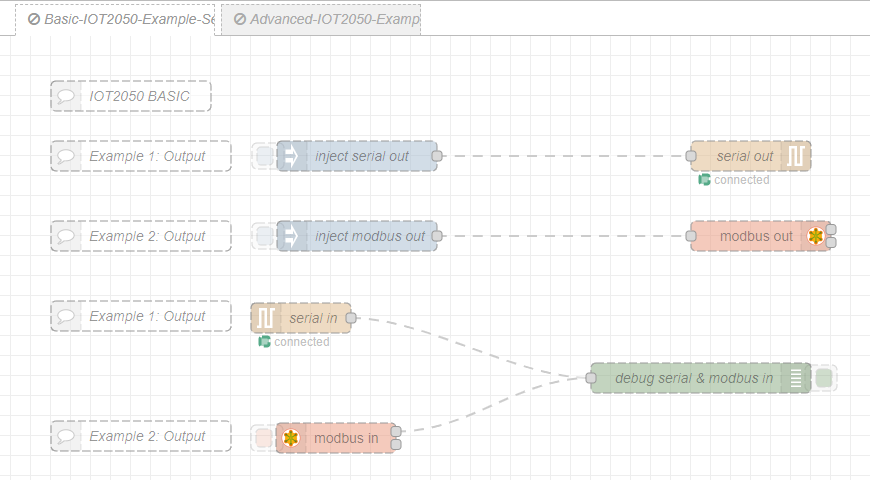 Basic-IOT2050-Example-Se
Advanced-IOT2050-Examp
IOT2050 BASIC
Example 1: Output
inject serial out
serial out
connected
Example 2: Output
inject modbus out
modbus out
Example 1: Output
serial in
connected
debug serial & modbus in
Example 2: Output
modbus in